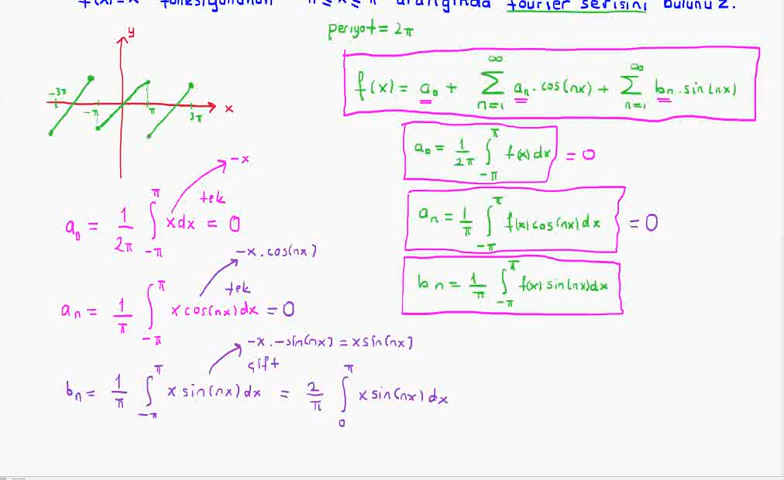 fourier serisini bulunuz.
periyot = 2π
y
-3π -π π 3π x
f(x) = a₀ + ∑_{n=1}^{∞} aₙ . cos(nx) + ∑_{n=1}^{∞} bₙ . sin(nx)
a₀ = 1/2π ∫_{-π}^{π} f(x) dx = 0
-x
tek
a₀ = 1/2π ∫_{-π}^{π} x dx = 0
aₙ = 1/π ∫_{-π}^{π} f(x) cos(nx) dx = 0
-x . cos(nx)
tek
aₙ = 1/π ∫_{-π}^{π} x cos(nx) dx = 0
bₙ = 1/π ∫_{-π}^{π} f(x) sin(nx) dx
-x . -sin(nx) = x sin(nx)
çift
bₙ = 1/π ∫_{-π}^{π} x sin(nx) dx = 2/π ∫_{0}^{π} x sin(nx) dx